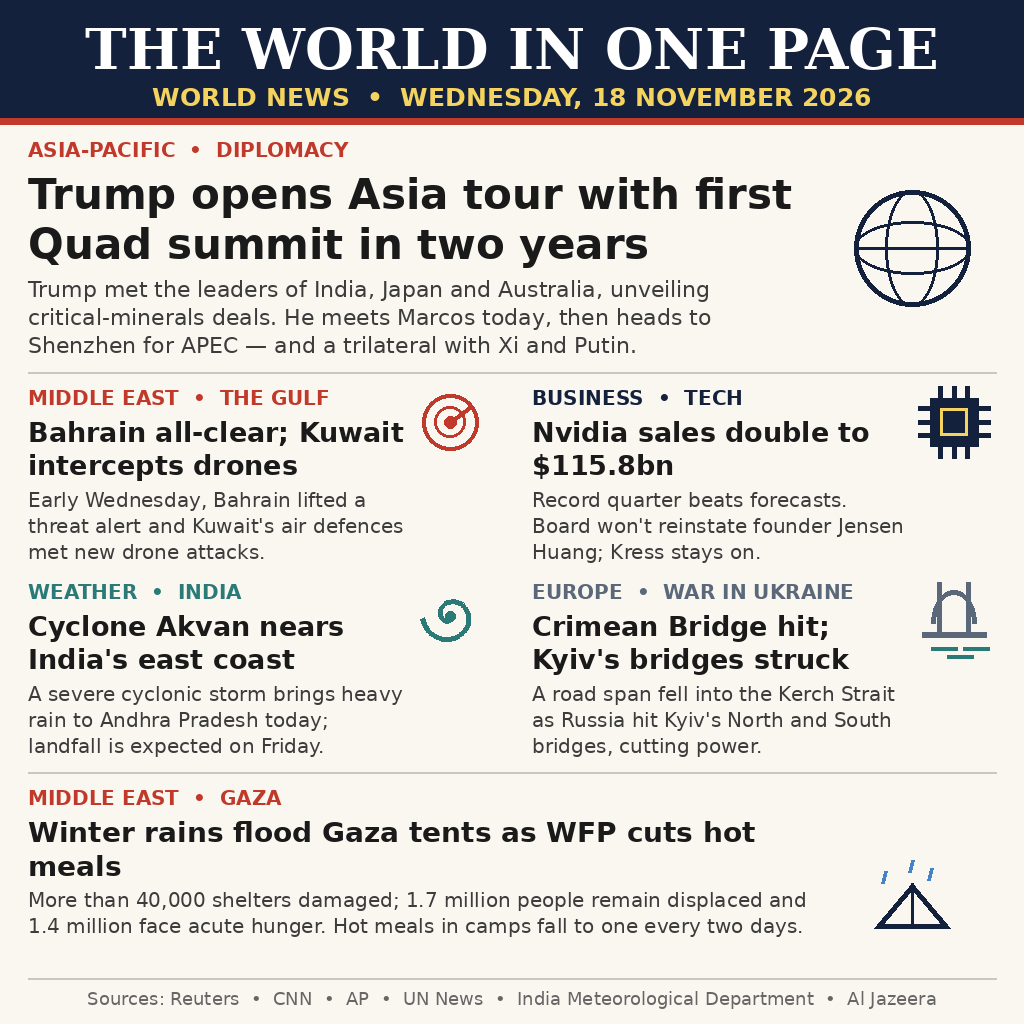 THE WORLD IN ONE PAGE
WORLD NEWS • WEDNESDAY, 18 NOVEMBER 2026
ASIA-PACIFIC • DIPLOMACY
Trump opens Asia tour with first
Quad summit in two years
Trump met the leaders of India, Japan and Australia, unveiling
critical-minerals deals. He meets Marcos today, then heads to
Shenzhen for APEC — and a trilateral with Xi and Putin.
MIDDLE EAST • THE GULF
Bahrain all-clear; Kuwait
intercepts drones
Early Wednesday, Bahrain lifted a
threat alert and Kuwait's air defences
met new drone attacks.
BUSINESS • TECH
Nvidia sales double to
$115.8bn
Record quarter beats forecasts.
Board won't reinstate founder Jensen
Huang; Kress stays on.
WEATHER • INDIA
Cyclone Akvan nears
India's east coast
A severe cyclonic storm brings heavy
rain to Andhra Pradesh today;
landfall is expected on Friday.
EUROPE • WAR IN UKRAINE
Crimean Bridge hit;
Kyiv's bridges struck
A road span fell into the Kerch Strait
as Russia hit Kyiv's North and South
bridges, cutting power.
MIDDLE EAST • GAZA
Winter rains flood Gaza tents as WFP cuts hot
meals
More than 40,000 shelters damaged; 1.7 million people remain displaced and
1.4 million face acute hunger. Hot meals in camps fall to one every two days.
Sources: Reuters • CNN • AP • UN News • India Meteorological Department • Al Jazeera